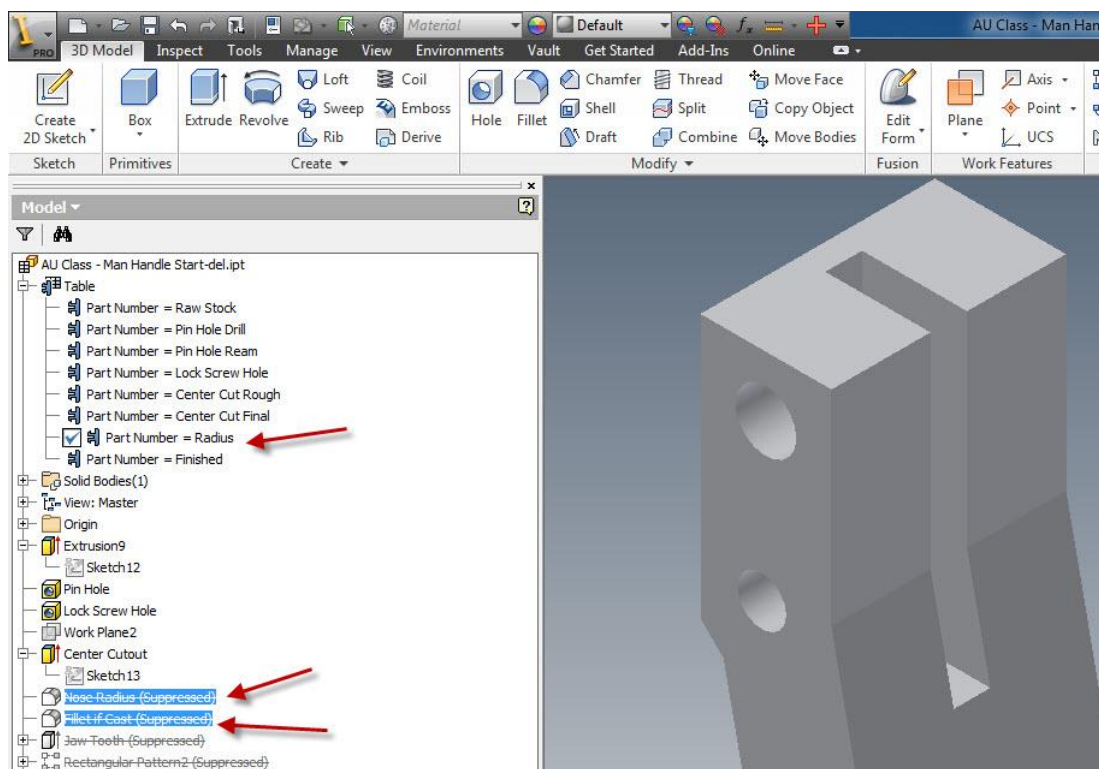 Material Default fx AU Class - Man Han
PRO 3D Model Inspect Tools Manage View Environments Vault Get Started Add-Ins Online
Create 2D Sketch
Box
Extrude Revolve
Loft Coil
Sweep Emboss
Rib Derive
Hole Fillet
Chamfer Thread Move Face
Shell Split Copy Object
Draft Combine Move Bodies
Edit Form
Plane
Axis
Point
UCS
Sketch Primitives Create Modify Fusion Work Features
Model
AU Class - Man Handle Start-del.ipt
Table
Part Number = Raw Stock
Part Number = Pin Hole Drill
Part Number = Pin Hole Ream
Part Number = Lock Screw Hole
Part Number = Center Cut Rough
Part Number = Center Cut Final
Part Number = Radius
Part Number = Finished
Solid Bodies(1)
View: Master
Origin
Extrusion9
Sketch12
Pin Hole
Lock Screw Hole
Work Plane2
Center Cutout
Sketch13
Nose Radius (Suppressed)
Fillet if Cast (Suppressed)
Jaw Tooth (Suppressed)
Rectangular Pattern2 (Suppressed)